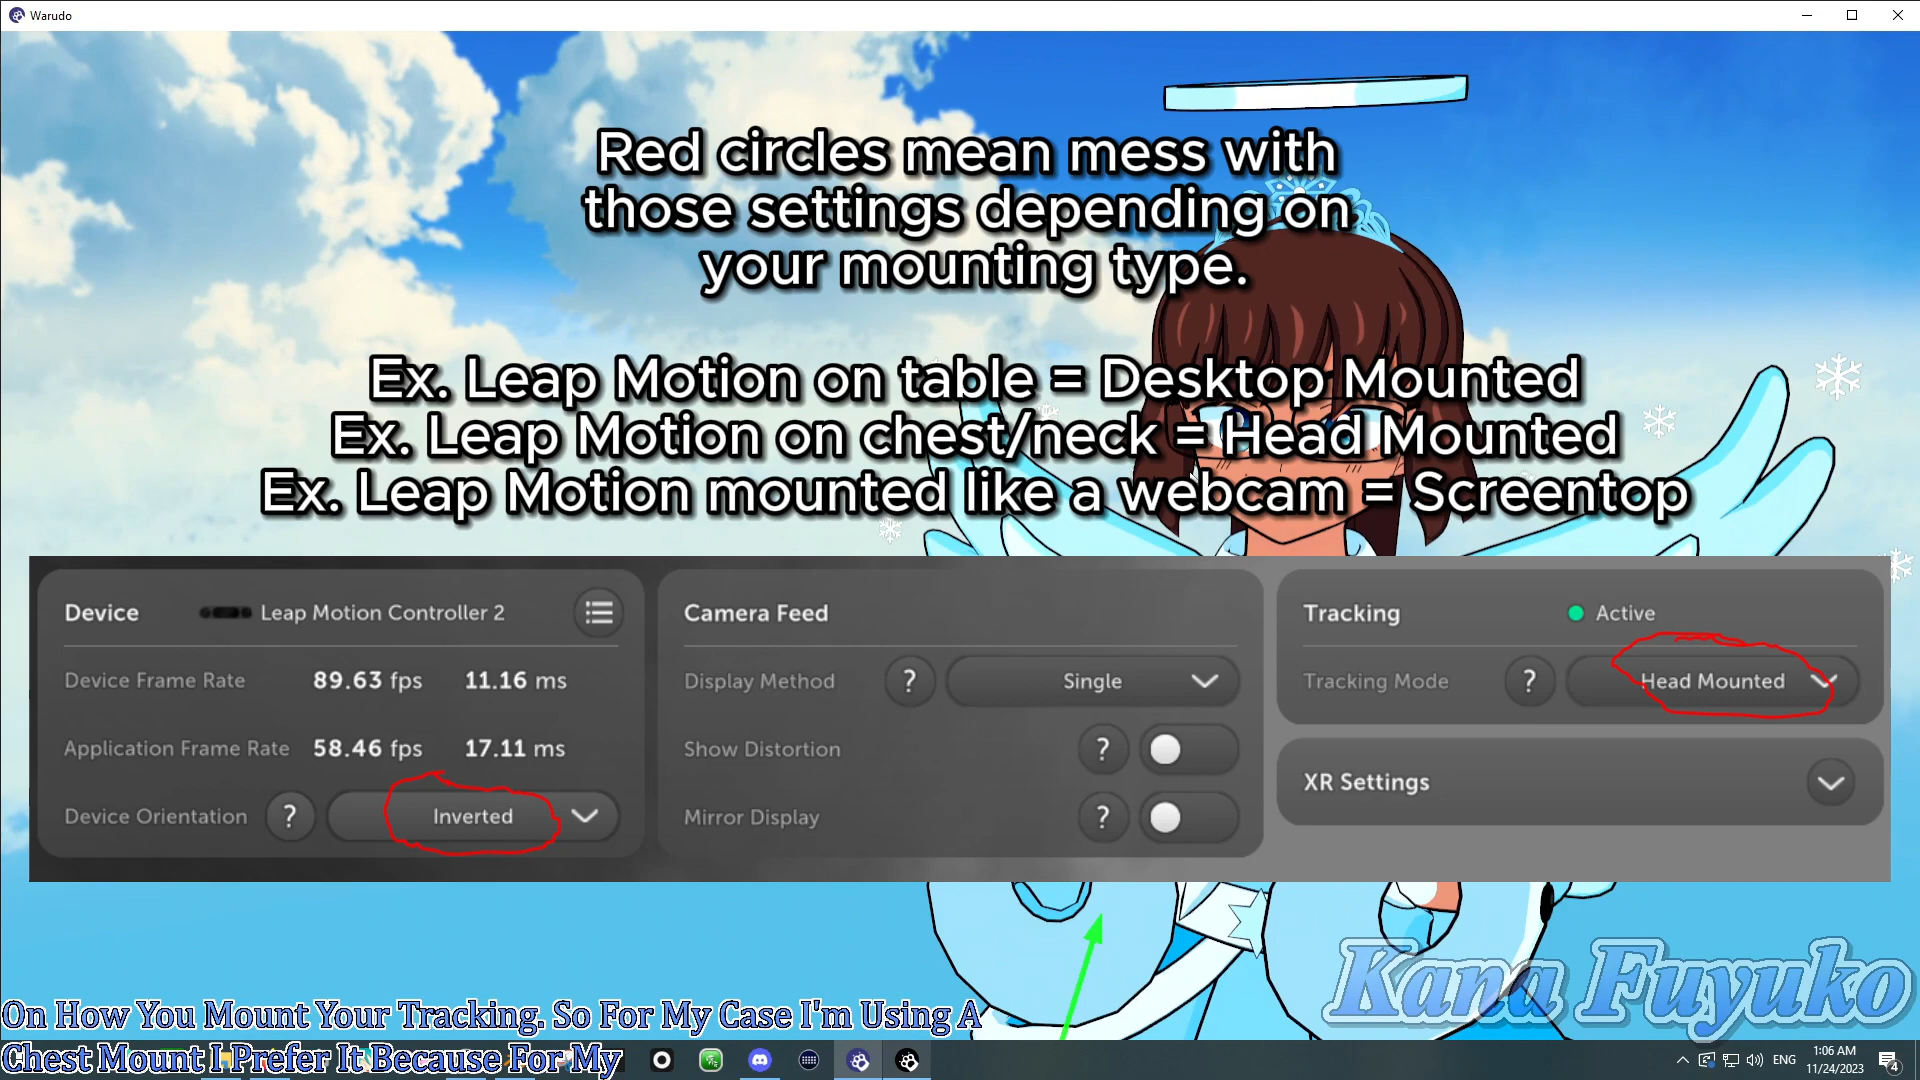 Warudo
Red circles mean mess with
those settings depending on
your mounting type.
Ex. Leap Motion on table = Desktop Mounted
Ex. Leap Motion on chest/neck = Head Mounted
Ex. Leap Motion mounted like a webcam = Screentop
Device Leap Motion Controller 2
Device Frame Rate 89.63 fps 11.16 ms
Application Frame Rate 58.46 fps 17.11 ms
Device Orientation ? Inverted
Camera Feed
Display Method ? Single
Show Distortion ?
Mirror Display ?
Tracking Active
Tracking Mode ? Head Mounted
XR Settings
Kana Fuyuko
On How You Mount Your Tracking. So For My Case I'm Using A
Chest Mount I Prefer It Because For My
ENG
1:06 AM
11/24/2023
4